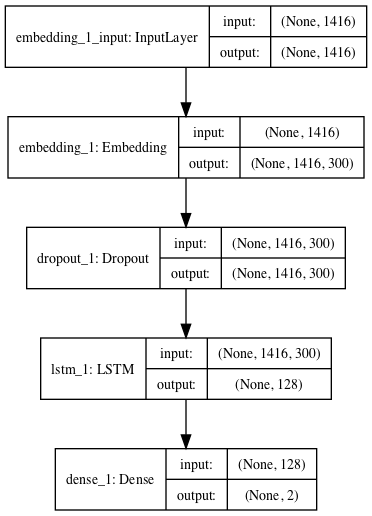 embedding_1_input: InputLayer
input: (None, 1416)
output: (None, 1416)
embedding_1: Embedding
input: (None, 1416)
output: (None, 1416, 300)
dropout_1: Dropout
input: (None, 1416, 300)
output: (None, 1416, 300)
lstm_1: LSTM
input: (None, 1416, 300)
output: (None, 128)
dense_1: Dense
input: (None, 128)
output: (None, 2)